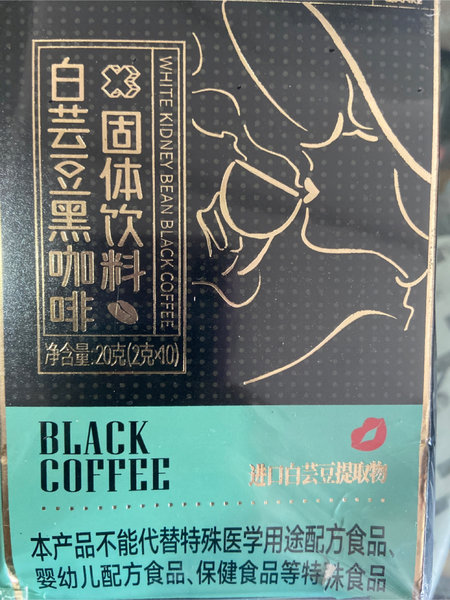 白芸豆黑咖啡
固体饮料
WHITE KIDNEY BEAN BLACK COFFEE
净含量:20克(2克×10)
BLACK
COFFEE
进口白芸豆提取物
本产品不能代替特殊医学用途配方食品、
婴幼儿配方食品、保健食品等特殊食品